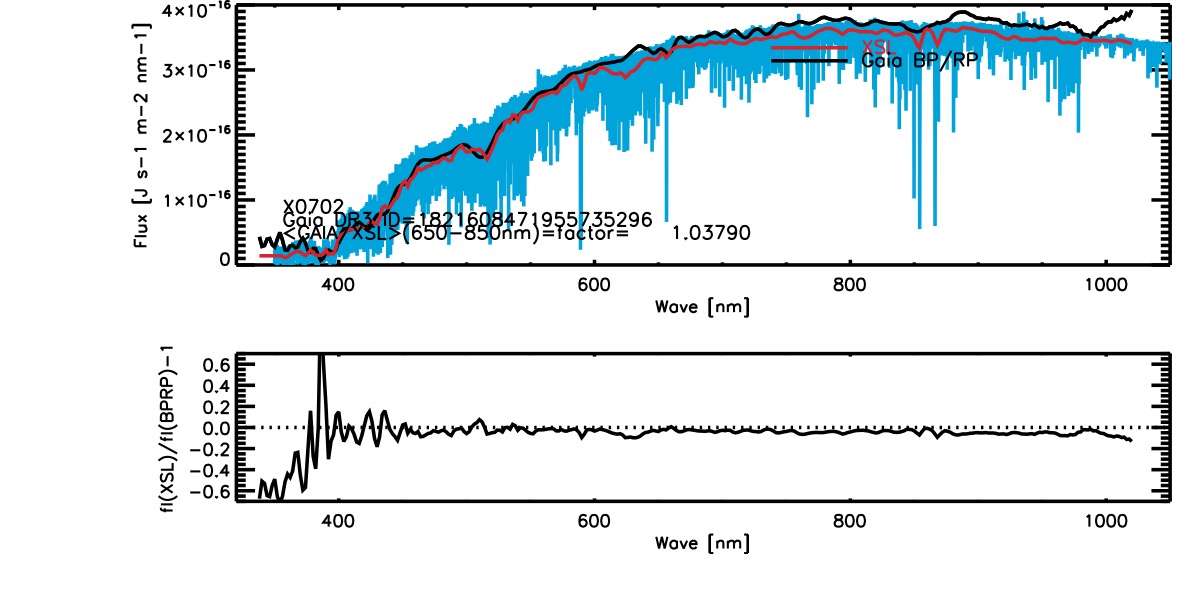 4×10−16
3×10−16
2×10−16
1×10−16
0
Flux [J s−1 m−2 nm−1]
XSL
Gaia BP/RP
X0702
Gaia DR3 ID=1821608471955735296
<GAIA/XSL>(650−850nm)=factor= 1.03790
400 600 800 1000
Wave [nm]
fl(XSL)/fl(BPRP)−1
0.6
0.4
0.2
0.0
−0.2
−0.4
−0.6
400 600 800 1000
Wave [nm]